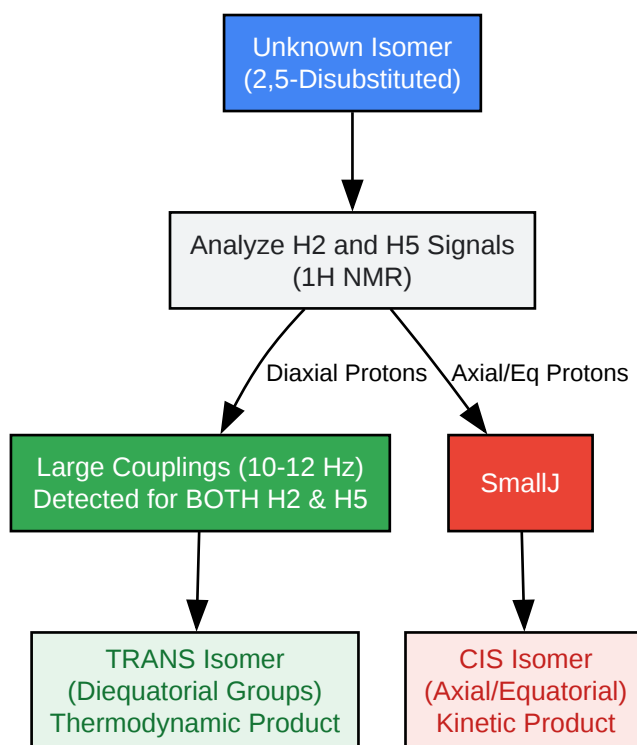 Unknown Isomer
(2,5-Disubstituted)
Analyze H2 and H5 Signals
(1H NMR)
Diaxial Protons
Axial/Eq Protons
Large Couplings (10-12 Hz)
Detected for BOTH H2 & H5
SmallJ
TRANS Isomer
(Diequatorial Groups)
Thermodynamic Product
CIS Isomer
(Axial/Equatorial)
Kinetic Product